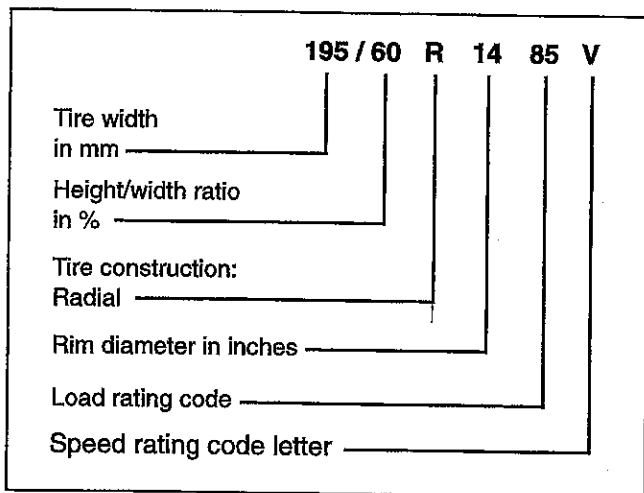 195 / 60 R 14 85 V
Tire width
in mm
Height/width ratio
in %
Tire construction:
Radial
Rim diameter in inches
Load rating code
Speed rating code letter